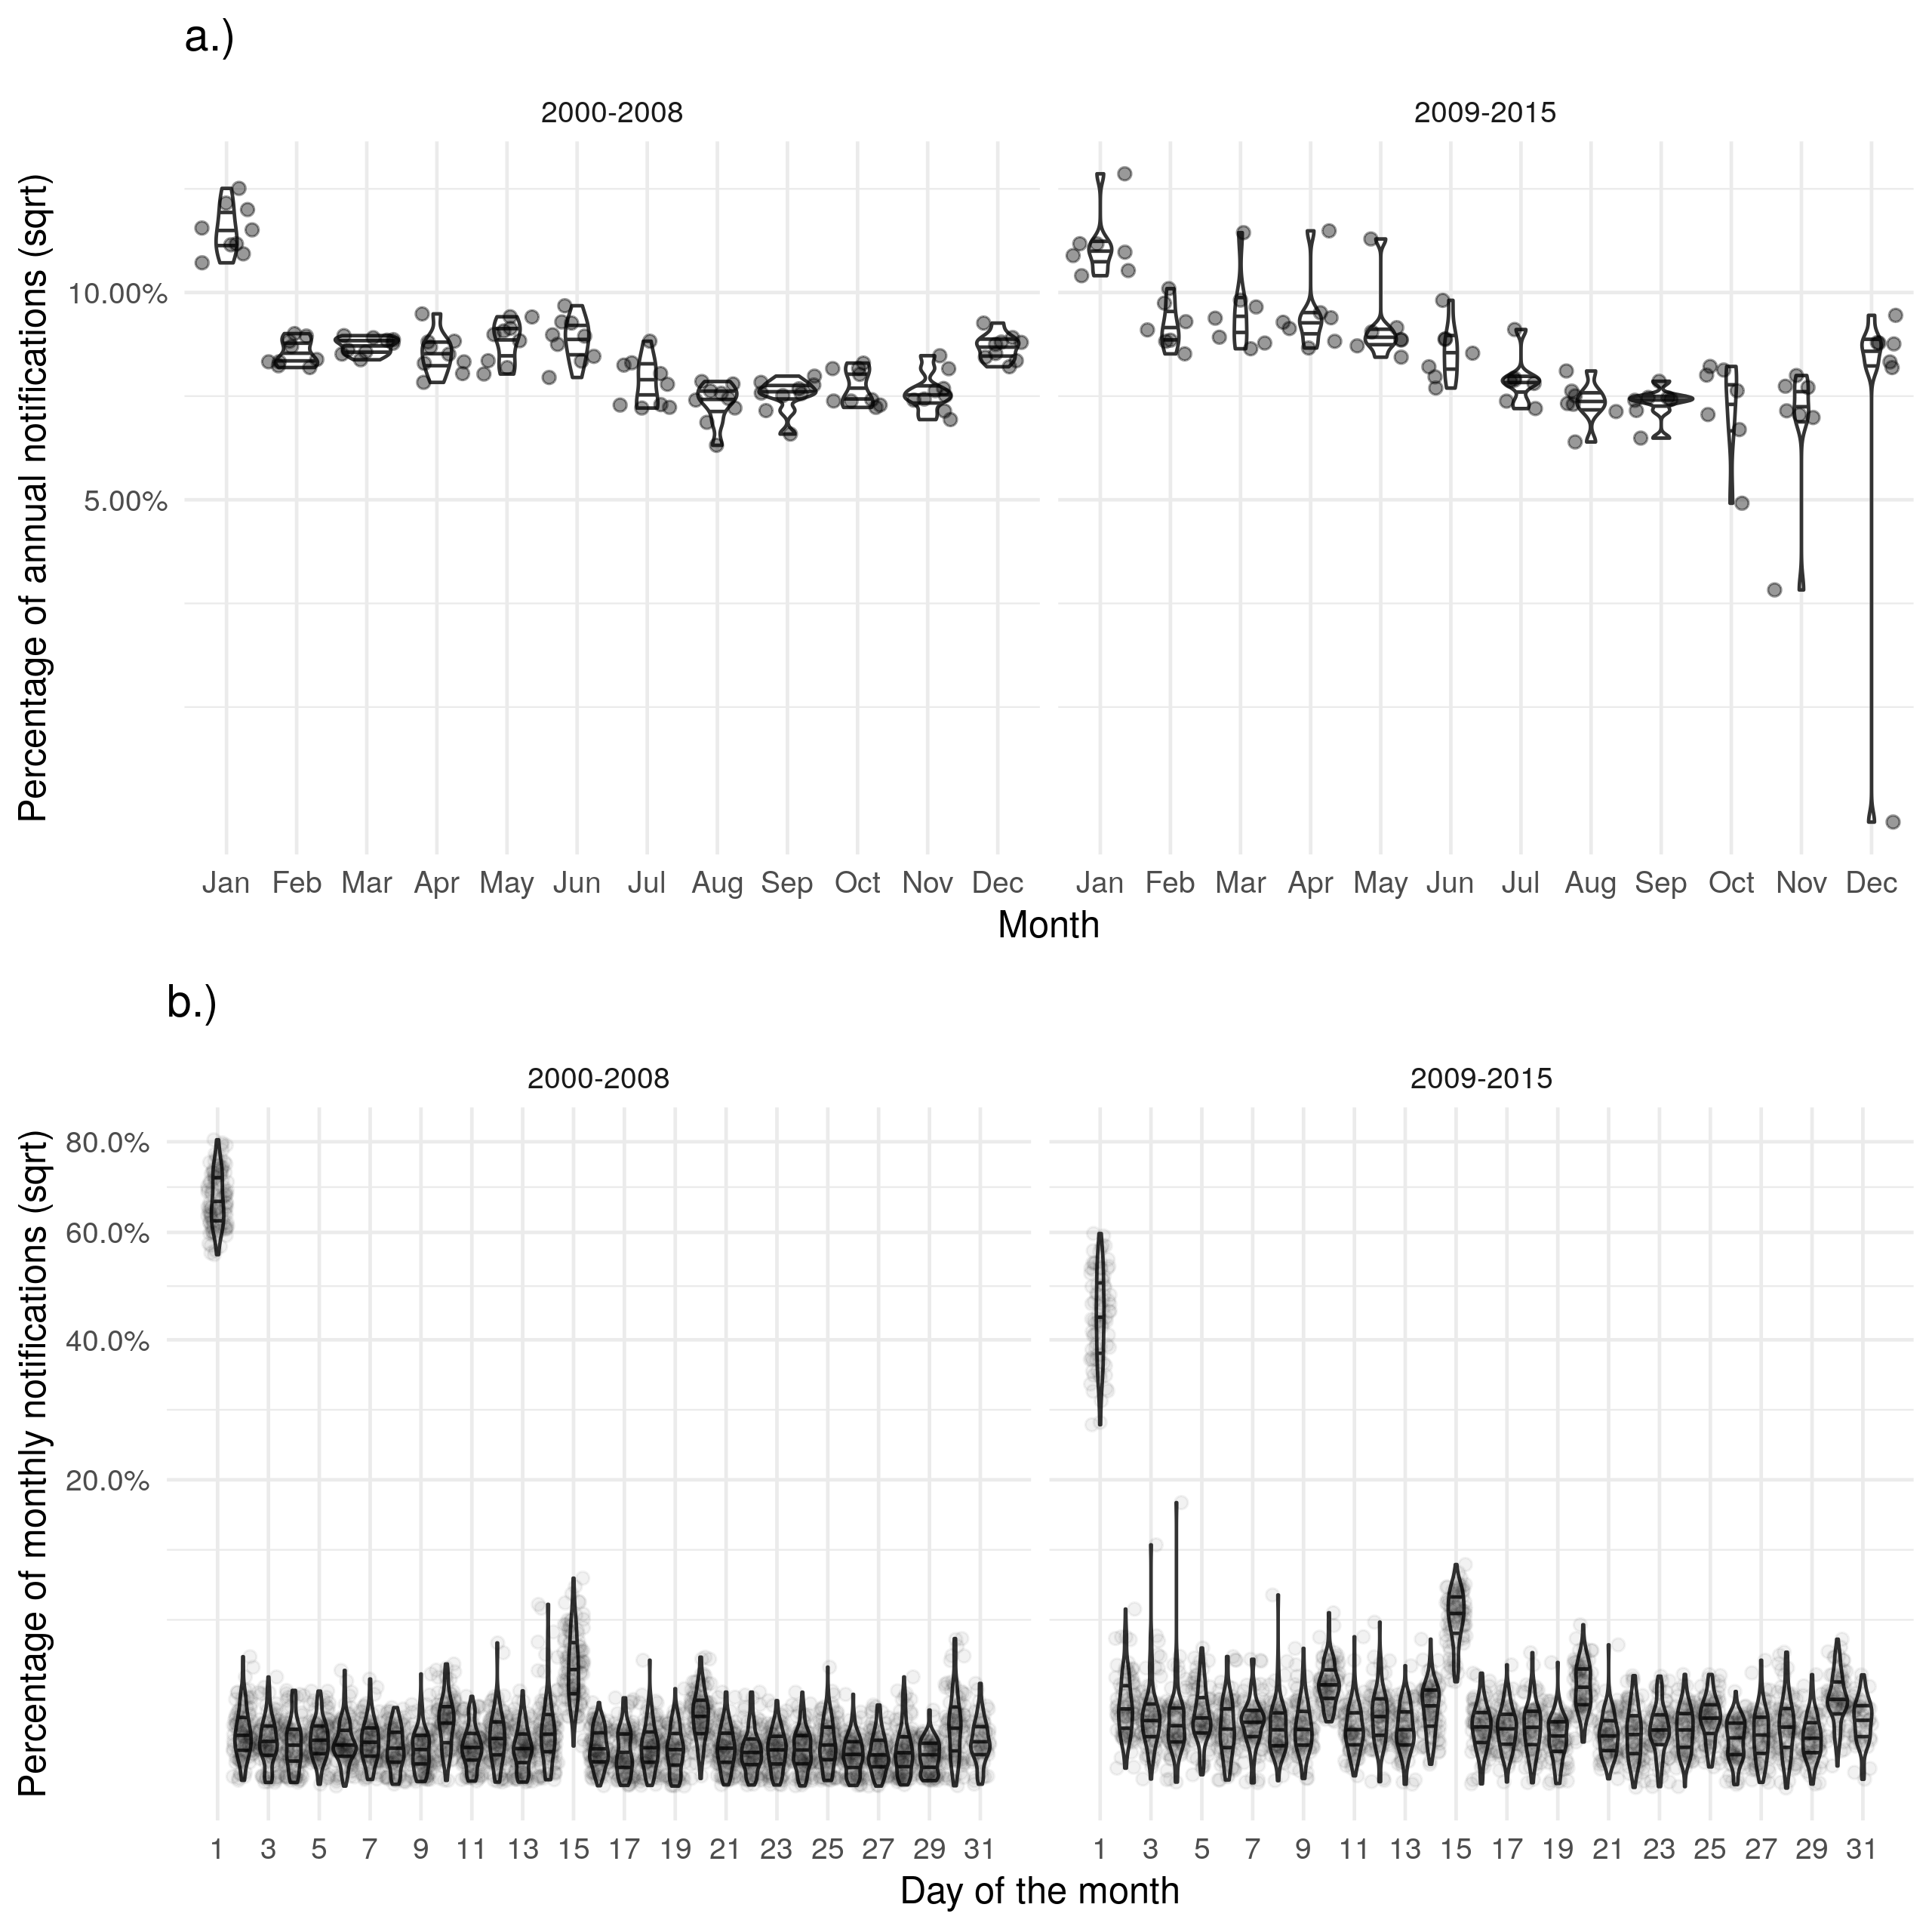 a.)
2000-2008 2009-2015
Percentage of annual notifications (sqrt)
10.00%
5.00%
Jan Feb Mar Apr May Jun Jul Aug Sep Oct Nov Dec Jan Feb Mar Apr May Jun Jul Aug Sep Oct Nov Dec
Month
b.)
2000-2008 2009-2015
Percentage of monthly notifications (sqrt)
80.0%
60.0%
40.0%
20.0%
1 3 5 7 9 11 13 15 17 19 21 23 25 27 29 31 1 3 5 7 9 11 13 15 17 19 21 23 25 27 29 31
Day of the month